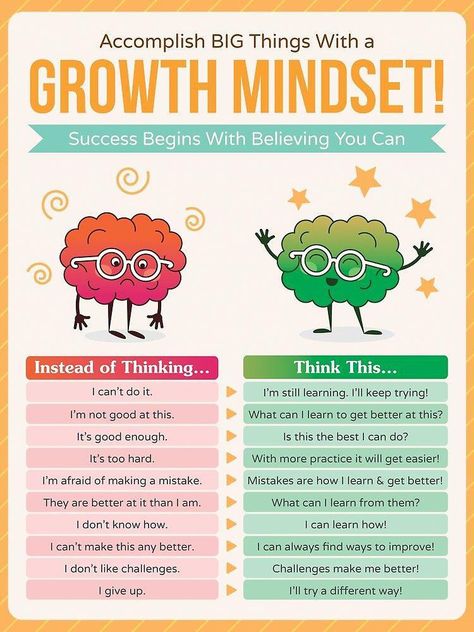 Accomplish BIG Things With a
GROWTH MINDSET!
Success Begins With Believing You Can
Instead of Thinking...
Think This...
I can't do it.
I'm still learning. I'll keep trying!
I'm not good at this.
What can I learn to get better at this?
It's good enough.
Is this the best I can do?
It's too hard.
With more practice it will get easier!
I'm afraid of making a mistake.
Mistakes are how I learn & get better!
They are better at it than I am.
What can I learn from them?
I don't know how.
I can learn how!
I can't make this any better.
I can always find ways to improve!
I don't like challenges.
Challenges make me better!
I give up.
I'll try a different way!